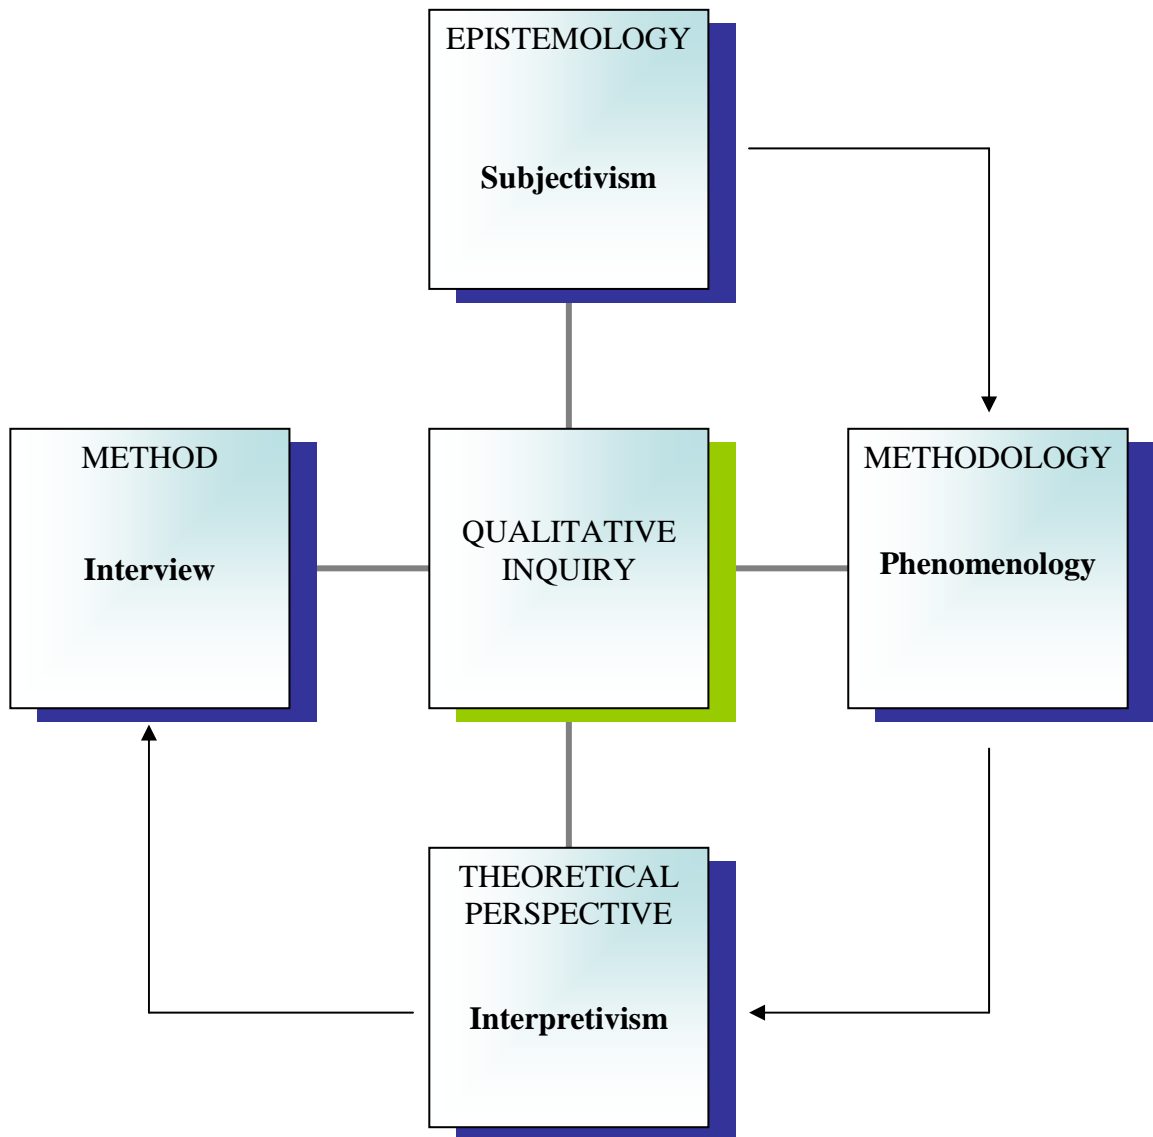 EPISTEMOLOGY
Subjectivism
METHOD
Interview
QUALITATIVE
INQUIRY
METHODOLOGY
Phenomenology
THEORETICAL
PERSPECTIVE
Interpretivism